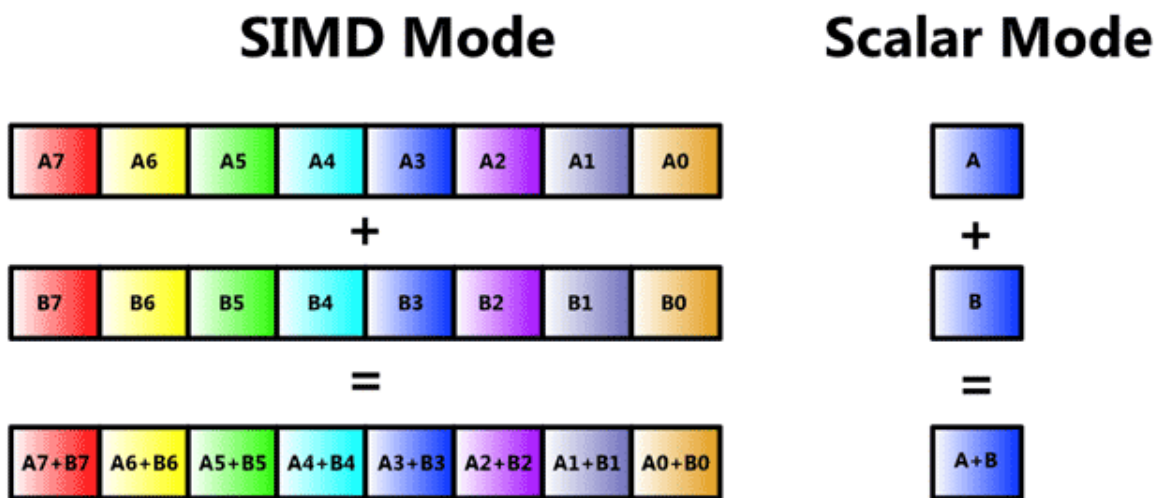 SIMD Mode Scalar Mode
A7 A6 A5 A4 A3 A2 A1 A0 A
+ +
B7 B6 B5 B4 B3 B2 B1 B0 B
= =
A7+B7 A6+B6 A5+B5 A4+B4 A3+B3 A2+B2 A1+B1 A0+B0 A+B